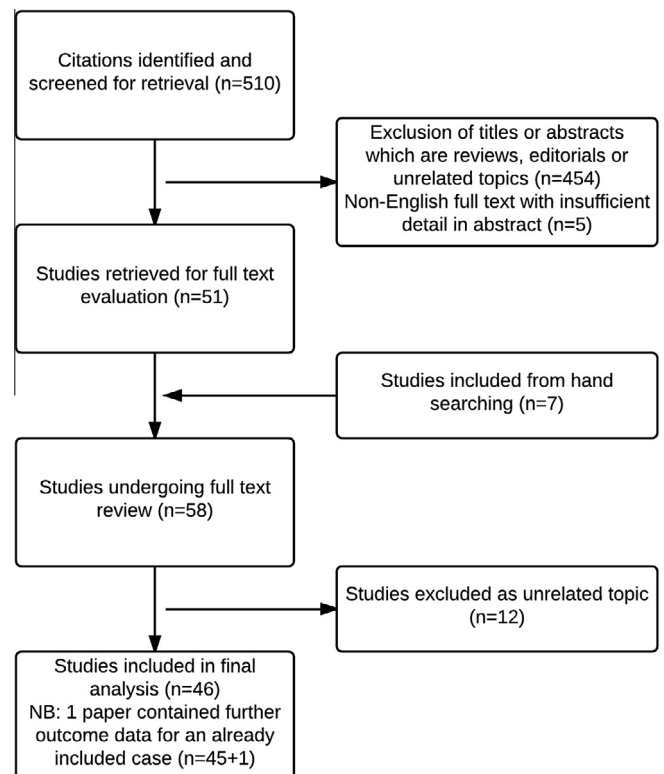 Citations identified and
screened for retrieval (n=510)
Exclusion of titles or abstracts
which are reviews, editorials or
unrelated topics (n=454)
Non-English full text with insufficient
detail in abstract (n=5)
Studies retrieved for full text
evaluation (n=51)
Studies included from hand
searching (n=7)
Studies undergoing full text
review (n=58)
Studies excluded as unrelated topic
(n=12)
Studies included in final
analysis (n=46)
NB: 1 paper contained further
outcome data for an already
included case (n=45+1)